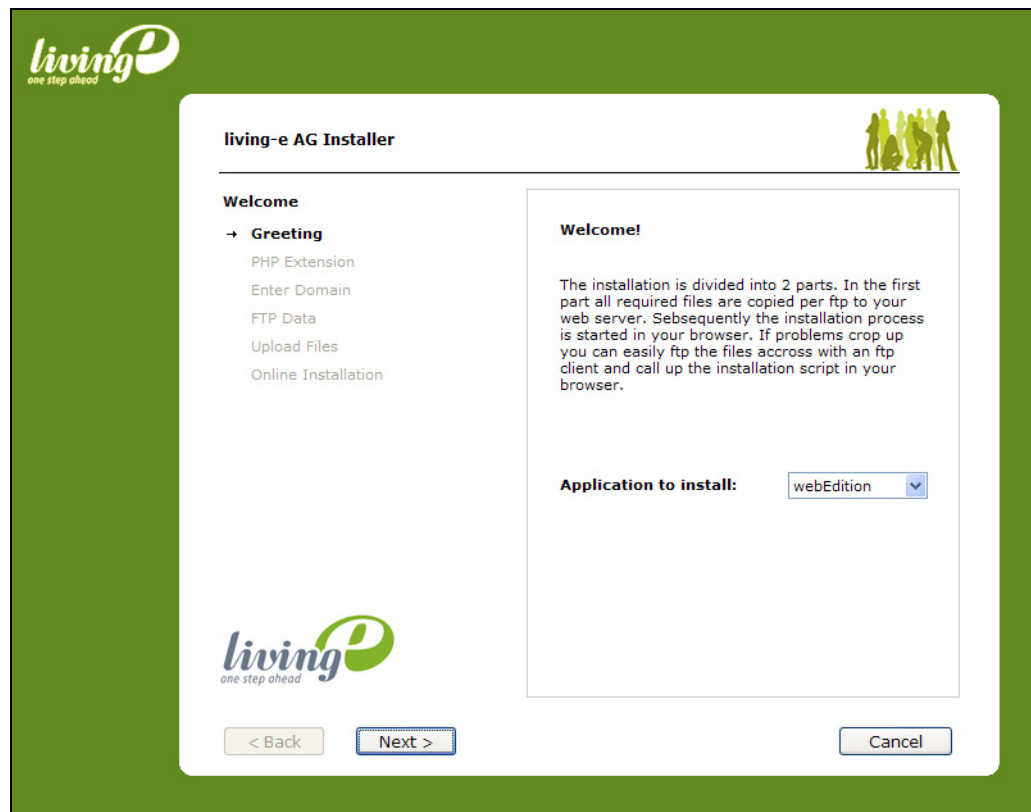 living e
one step ahead
living-e AG Installer
Welcome
→ Greeting
PHP Extension
Enter Domain
FTP Data
Upload Files
Online Installation
Welcome!
The installation is divided into 2 parts. In the first
part all required files are copied per ftp to your
web server. Sebsequently the installation process
is started in your browser. If problems crop up
you can easily ftp the files accross with an ftp
client and call up the installation script in your
browser.
Application to install: webEdition
living e
one step ahead
< Back Next > Cancel